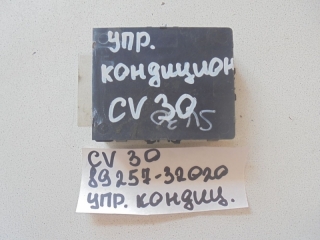 упр.
кондицион
CV 30
CV 30
89257-32020
упр. кондиц.